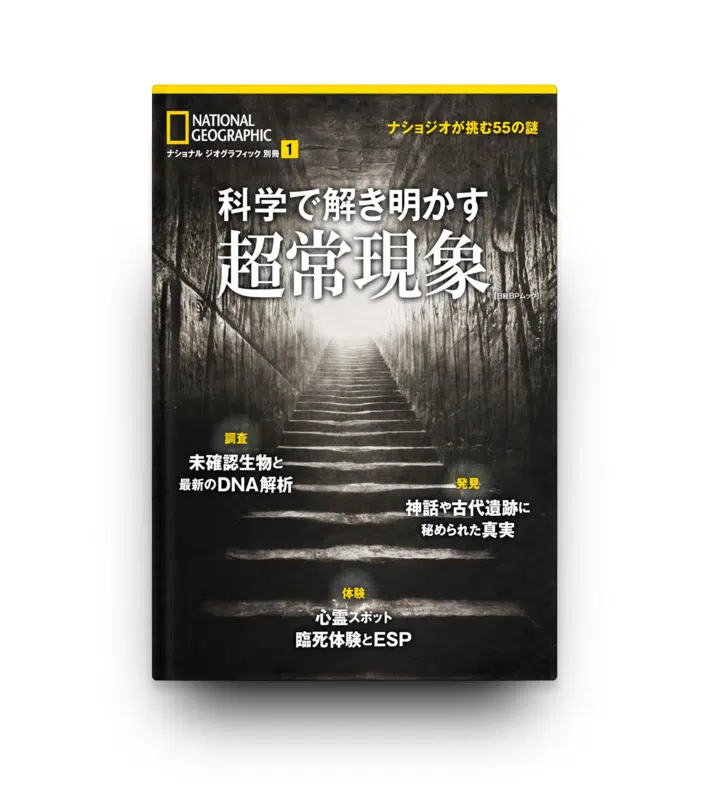 NATIONAL
GEOGRAPHIC
ナショナル ジオグラフィック 別冊 1
ナショジオが挑む55の謎
科学で解き明かす
超常現象
[日経BPムック]
調査
未確認生物と
最新のDNA解析
発見
神話や古代遺跡に
秘められた真実
体験
心霊スポット
臨死体験とESP